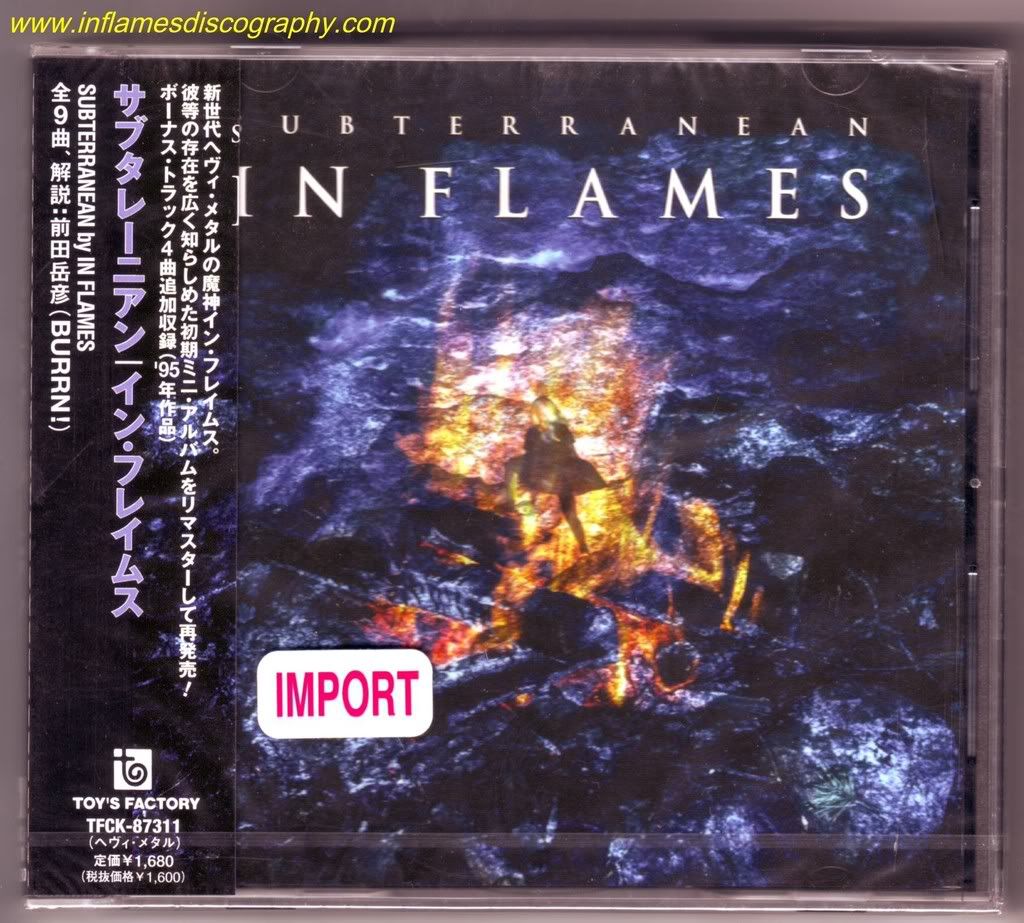 www.inflamesdiscography.com
SUBTERRANEAN
IN FLAMES
新世代ヘヴィ・メタルの魔神イン・フレイムス。
彼等の存在を広く知らしめた初期ミニ・アルバムをリマスターして再発売！
ボーナス・トラック4曲追加収録（'95年作品）
サブタレーニアン｜イン・フレイムス
SUBTERRANEAN by IN FLAMES
全9曲、解説：前田岳彦（BURRN!）
IMPORT
TOY'S FACTORY
TFCK-87311
（ヘヴィ・メタル）
定価￥1,680
（税抜価格￥1,600）